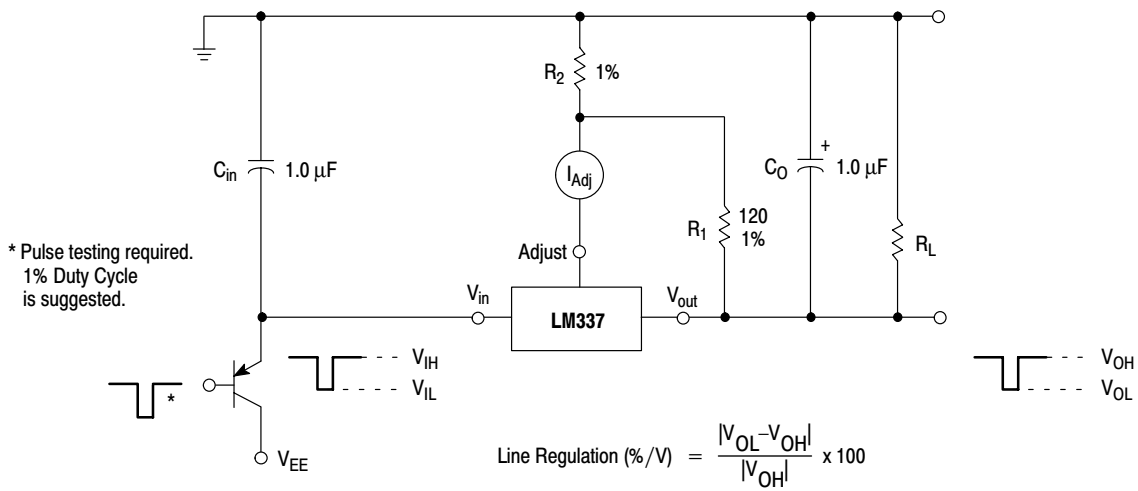 R2 1%
Cin 1.0 μF
IAdj
CO + 1.0 μF
R1 120
1%
RL
* Pulse testing required.
1% Duty Cycle
is suggested.
Adjust
Vin
LM337
Vout
VIH
VIL
*
VEE
VOH
VOL
Line Regulation (%/V) = |VOL–VOH| / |VOH| x 100